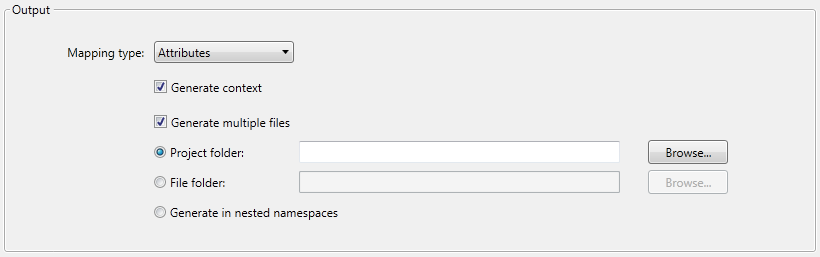 Output
Mapping type: Attributes
Generate context
Generate multiple files
Project folder: Browse...
File folder: Browse...
Generate in nested namespaces